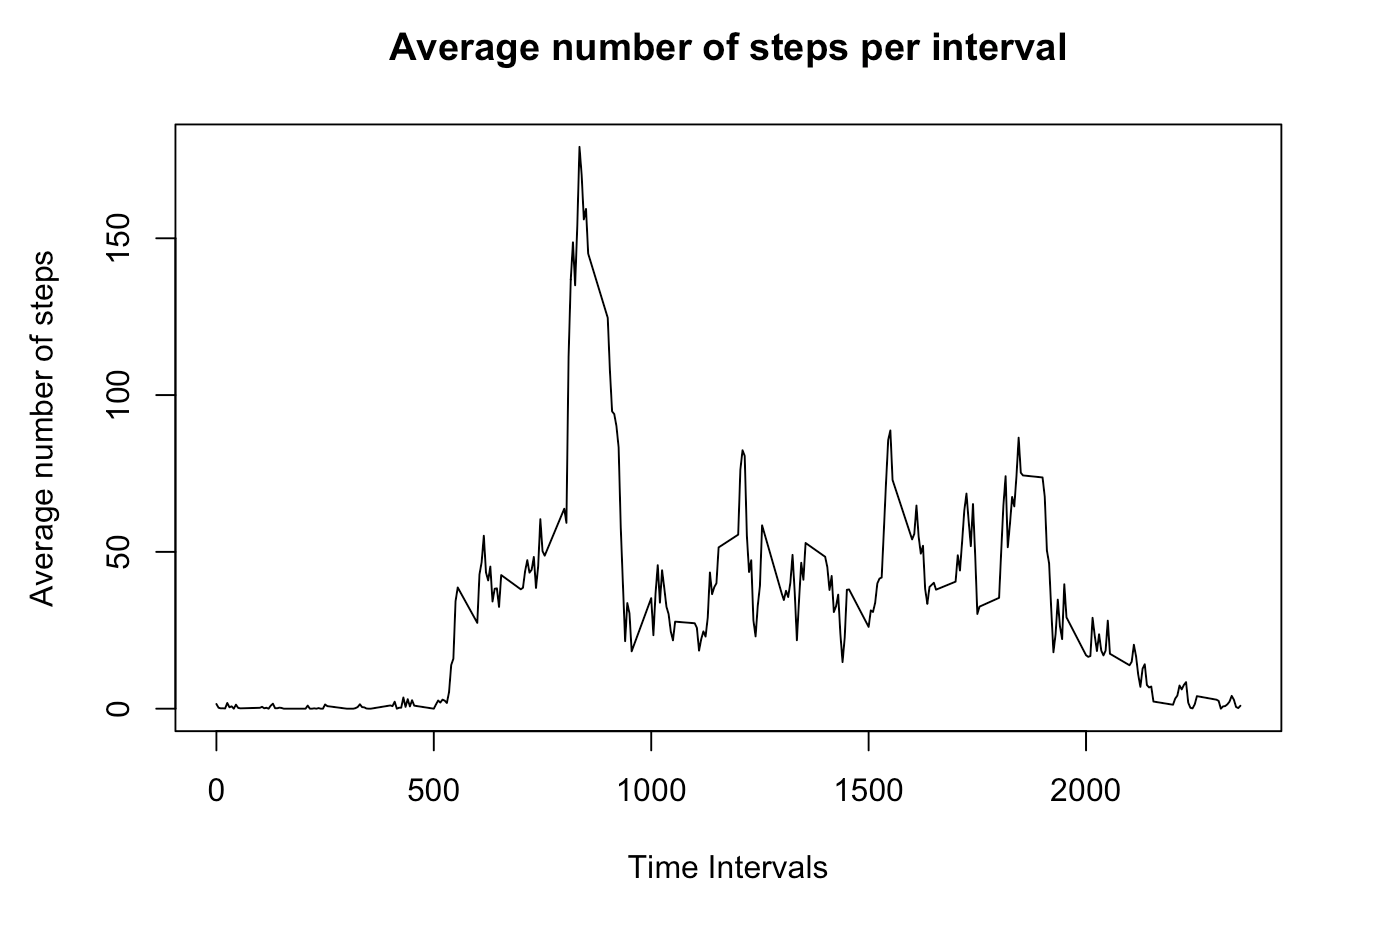 Average number of steps per interval
Average number of steps
150
100
50
0
0 500 1000 1500 2000
Time Intervals